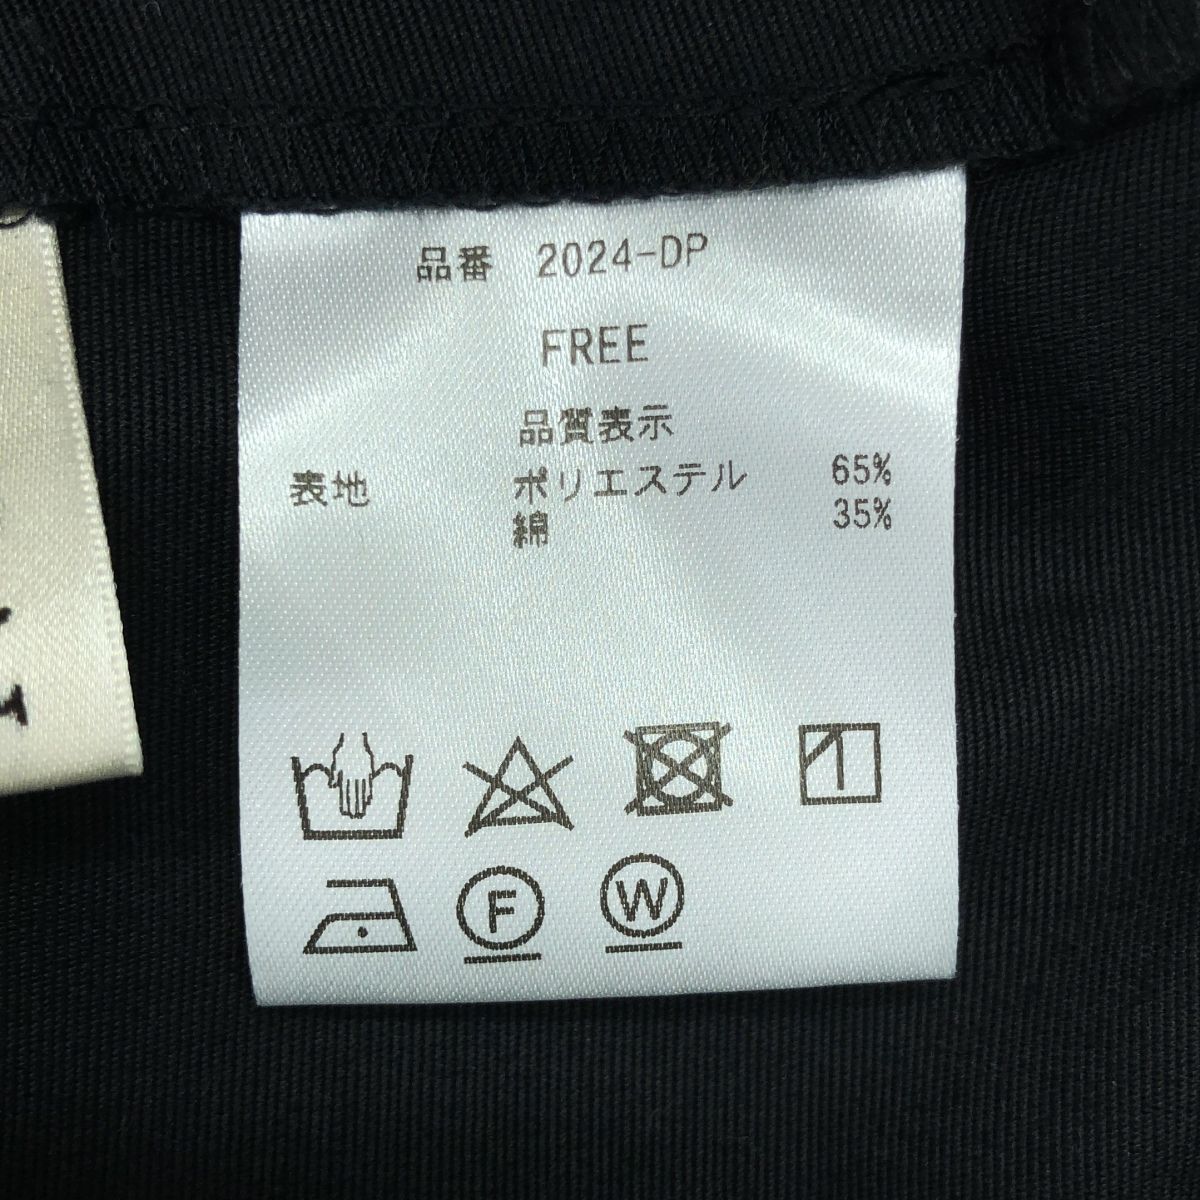 品番 2024-DP
FREE
品質表示
表地 ポリエステル 65%
綿 35%
F W